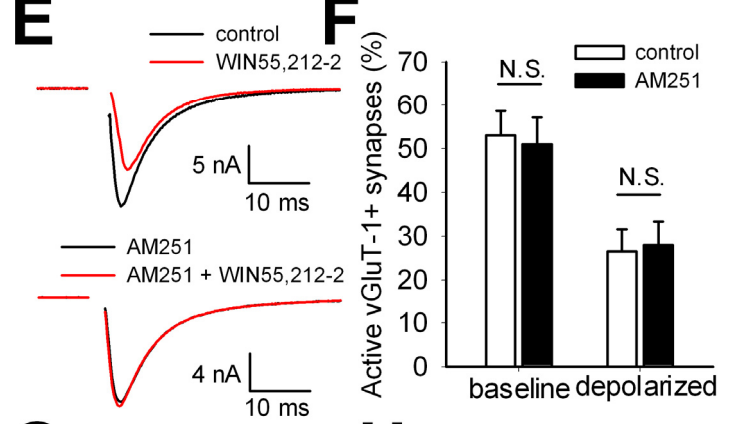 E
control
WIN55,212-2
5 nA
10 ms
AM251
AM251 + WIN55,212-2
4 nA
10 ms
F
Active vGluT-1+ synapses (%)
70
60
50
40
30
20
10
0
control
AM251
N.S.
N.S.
baseline
depolarized